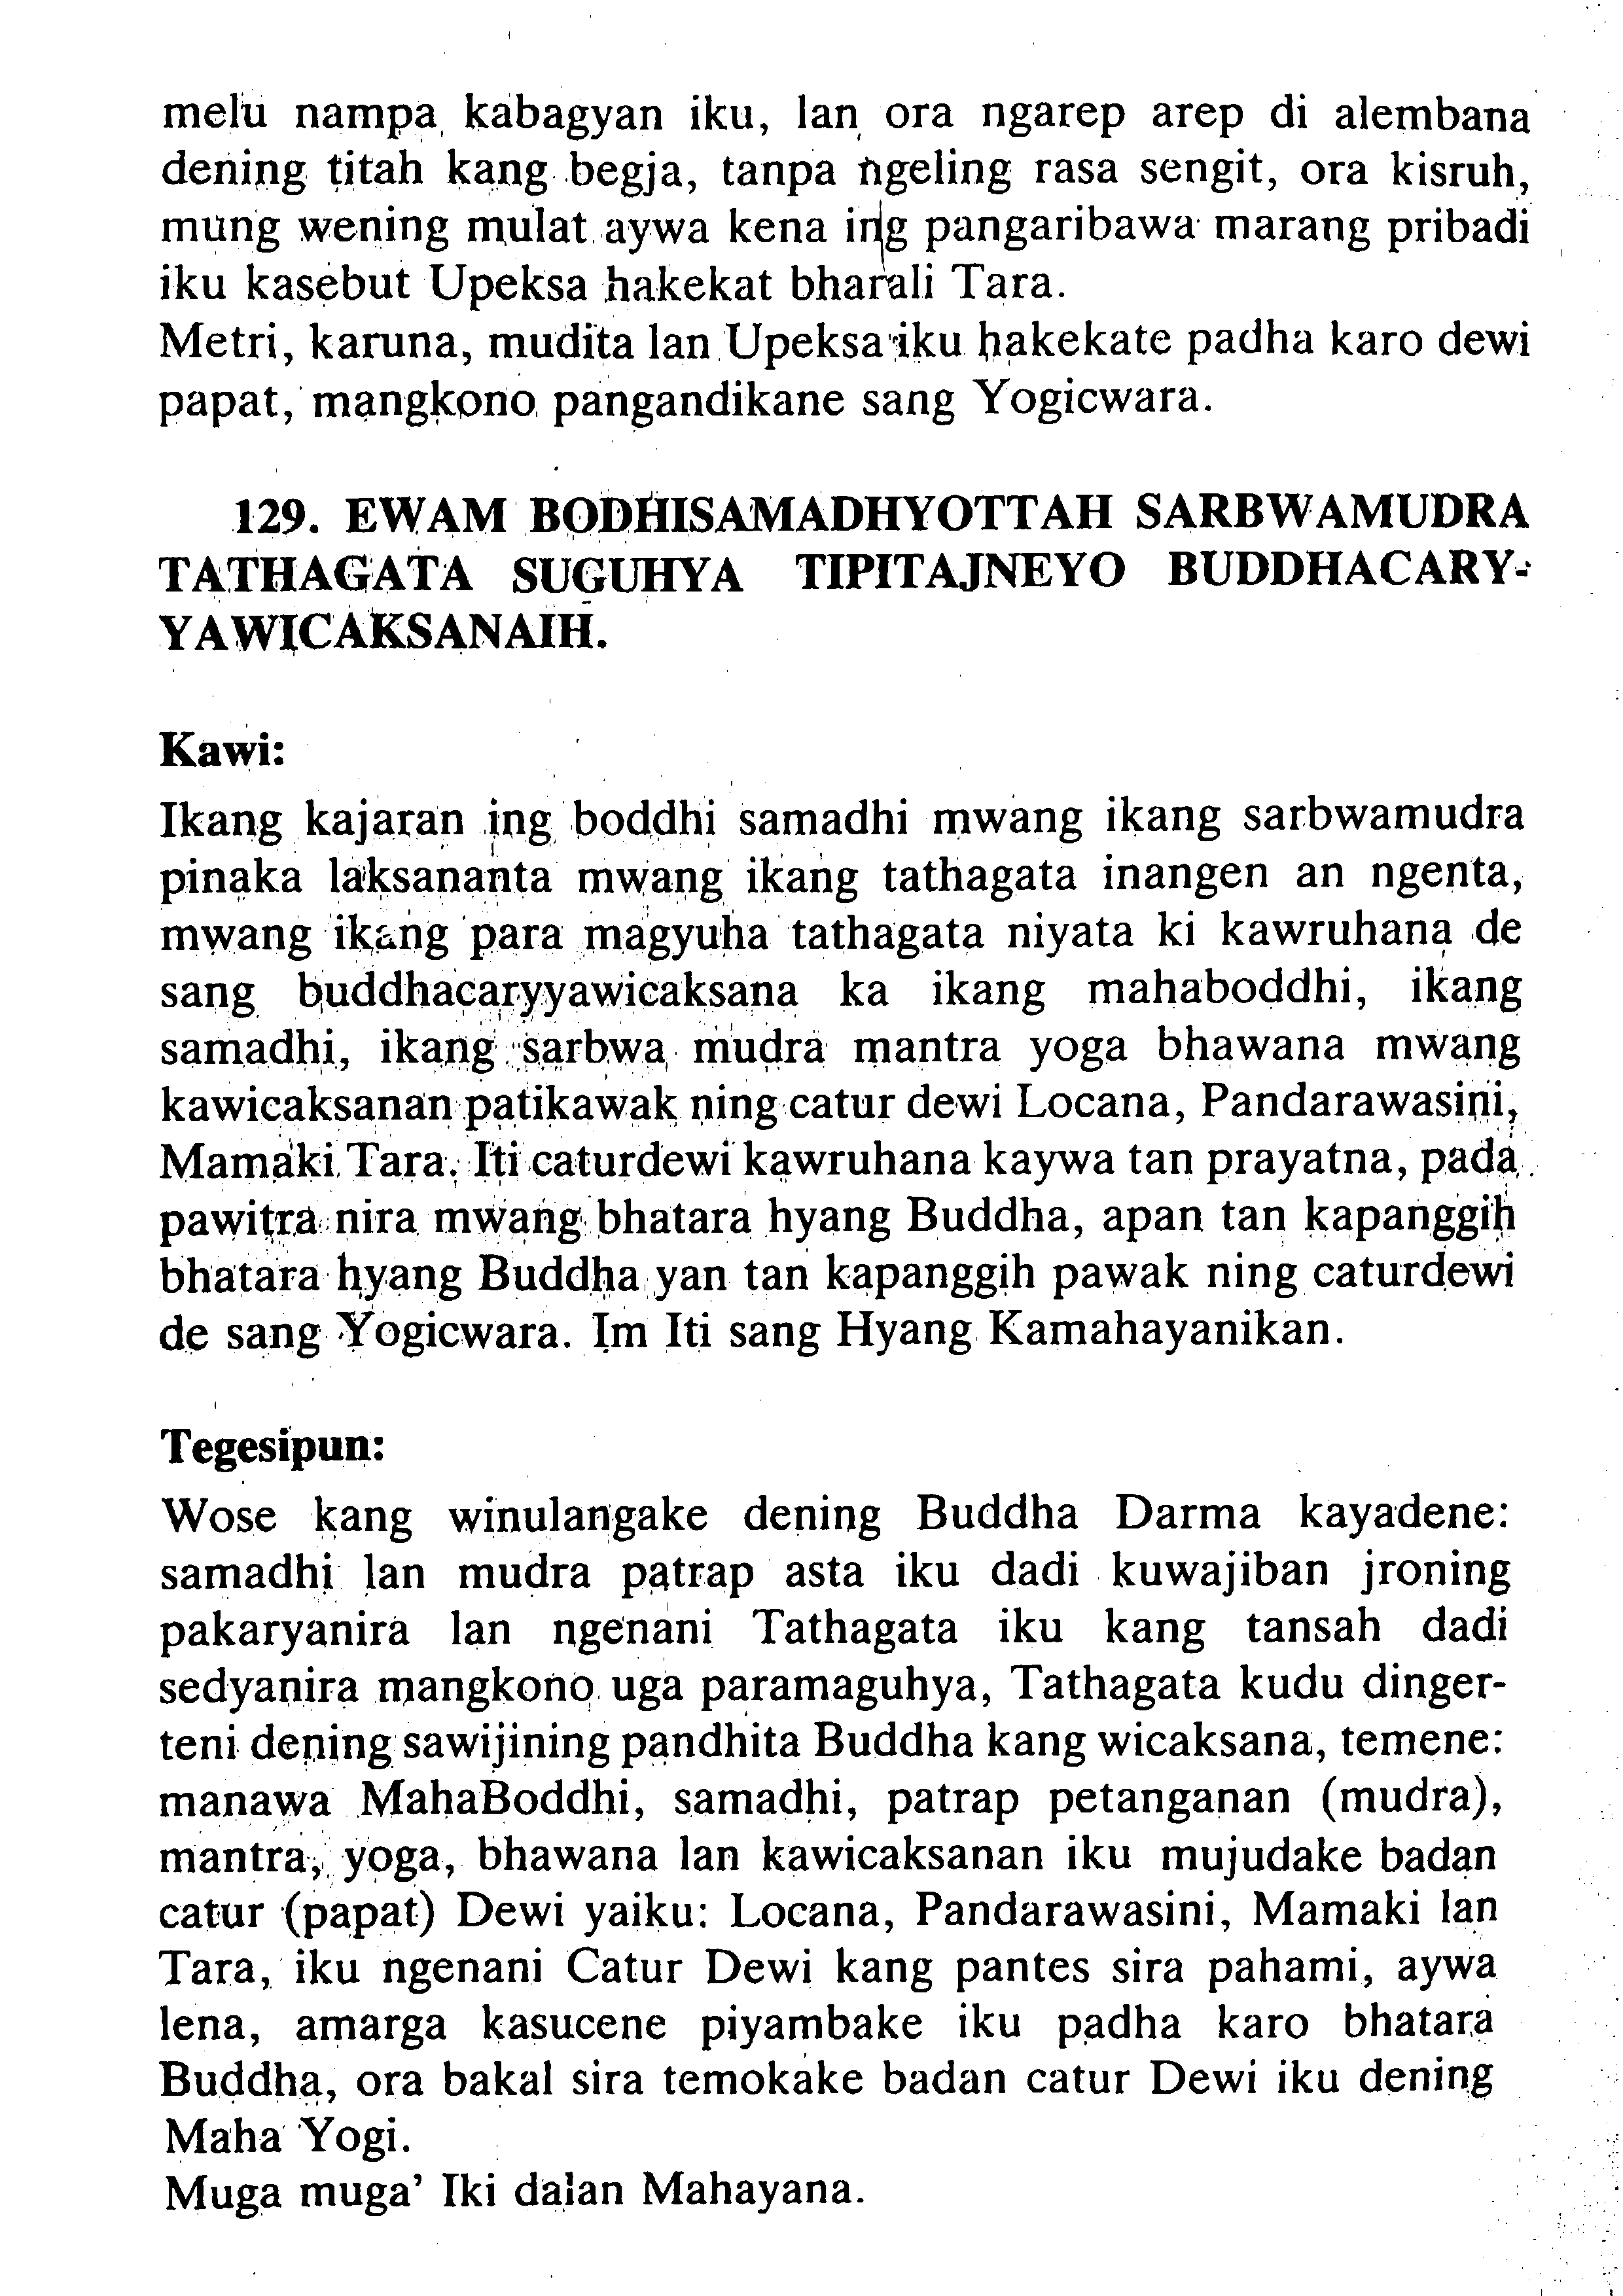 melu nampa kabagyan iku, lan ora ngarep arep di alembana
dening titah kang begja, tanpa ngeling rasa sengit, ora kisruh,
mung wening mulat aywa kena ing pangaribawa marang pribadi
iku kasebut Upeksa hakekat bharali Tara.
Metri, karuna, mudita lan Upeksa iku hakekate padha karo dewi
papat, mangkono pangandikane sang Yogicwara.
129. EWAM BODHISAMADHYOTTAH SARBWAMUDRA
TATHAGATA SUGUHYA TIPITAJNEYO BUDDHACARY-
YAWICAKSANAIH.
Kawi:
Ikang kajaran ing boddhi samadhi mwang ikang sarbwamudra
pinaka laksananta mwang ikang tathagata inangen an ngenta,
mwang ikang para magyuha tathagata niyata ki kawruhana de
sang buddhacaryyawicaksana ka ikang mahaboddhi, ikang
samadhi, ikang sarbwa mudra mantra yoga bhawana mwang
kawicaksanan patikawak ning catur dewi Locana, Pandarawasini,
Mamaki Tara. Iti caturdewi kawruhana kaywa tan prayatna, pada
pawitra nira mwang bhatara hyang Buddha, apan tan kapanggih
bhatara hyang Buddha yan tan kapanggih pawak ning caturdewi
de sang Yogicwara. Im Iti sang Hyang Kamahayanikan.
Tegesipun:
Wose kang winulangake dening Buddha Darma kayadene:
samadhi lan mudra patrap asta iku dadi kuwajiban jroning
pakaryanira lan ngenani Tathagata iku kang tansah dadi
sedyanira mangkono uga paramaguhya, Tathagata kudu dinger-
teni dening sawijining pandhita Buddha kang wicaksana, temene:
manawa MahaBoddhi, samadhi, patrap petanganan (mudra),
mantra, yoga, bhawana lan kawicaksanan iku mujudake badan
catur (papat) Dewi yaiku: Locana, Pandarawasini, Mamaki lan
Tara, iku ngenani Catur Dewi kang pantes sira pahami, aywa
lena, amarga kasucene piyambake iku padha karo bhatara
Buddha, ora bakal sira temokake badan catur Dewi iku dening
Maha Yogi.
Muga muga' Iki dalan Mahayana.